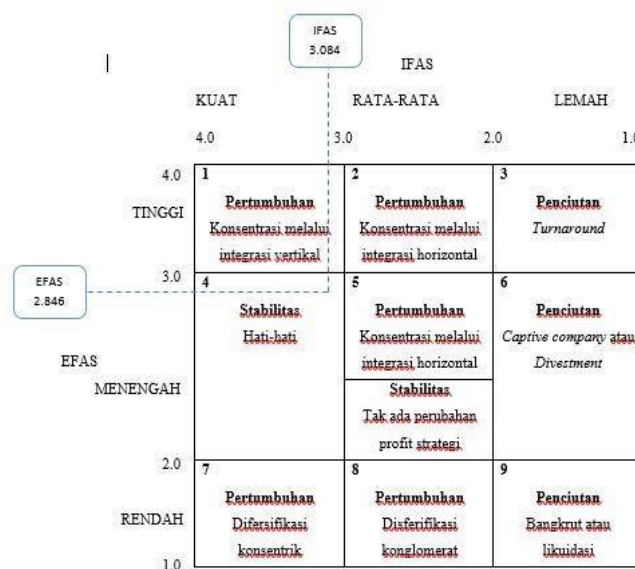 IFAS
3.084
IFAS
KUAT RATA-RATA LEMAH
4.0 3.0 2.0 1.0
4.0
TINGGI
3.0
1
Pertumbuhan
Konsentrasi melalui
integrasi vertikal
2
Pertumbuhan
Konsentrasi melalui
integrasi horizontal
3
Penciutan
Turnaround
EFAS
2.846
EFAS
MENENGAH
2.0
4
Stabilitas
Hati-hati
5
Pertumbuhan
Konsentrasi melalui
integrasi horizontal
Stabilitas
Tak ada perubahan
profit strategi
6
Penciutan
Captive company atau
Divestment
RENDAH
1.0
7
Pertumbuhan
Difersifikasi
konsentrik
8
Pertumbuhan
Disferifikasi
konglomerat
9
Penciutan
Bangkrut atau
likuidasi